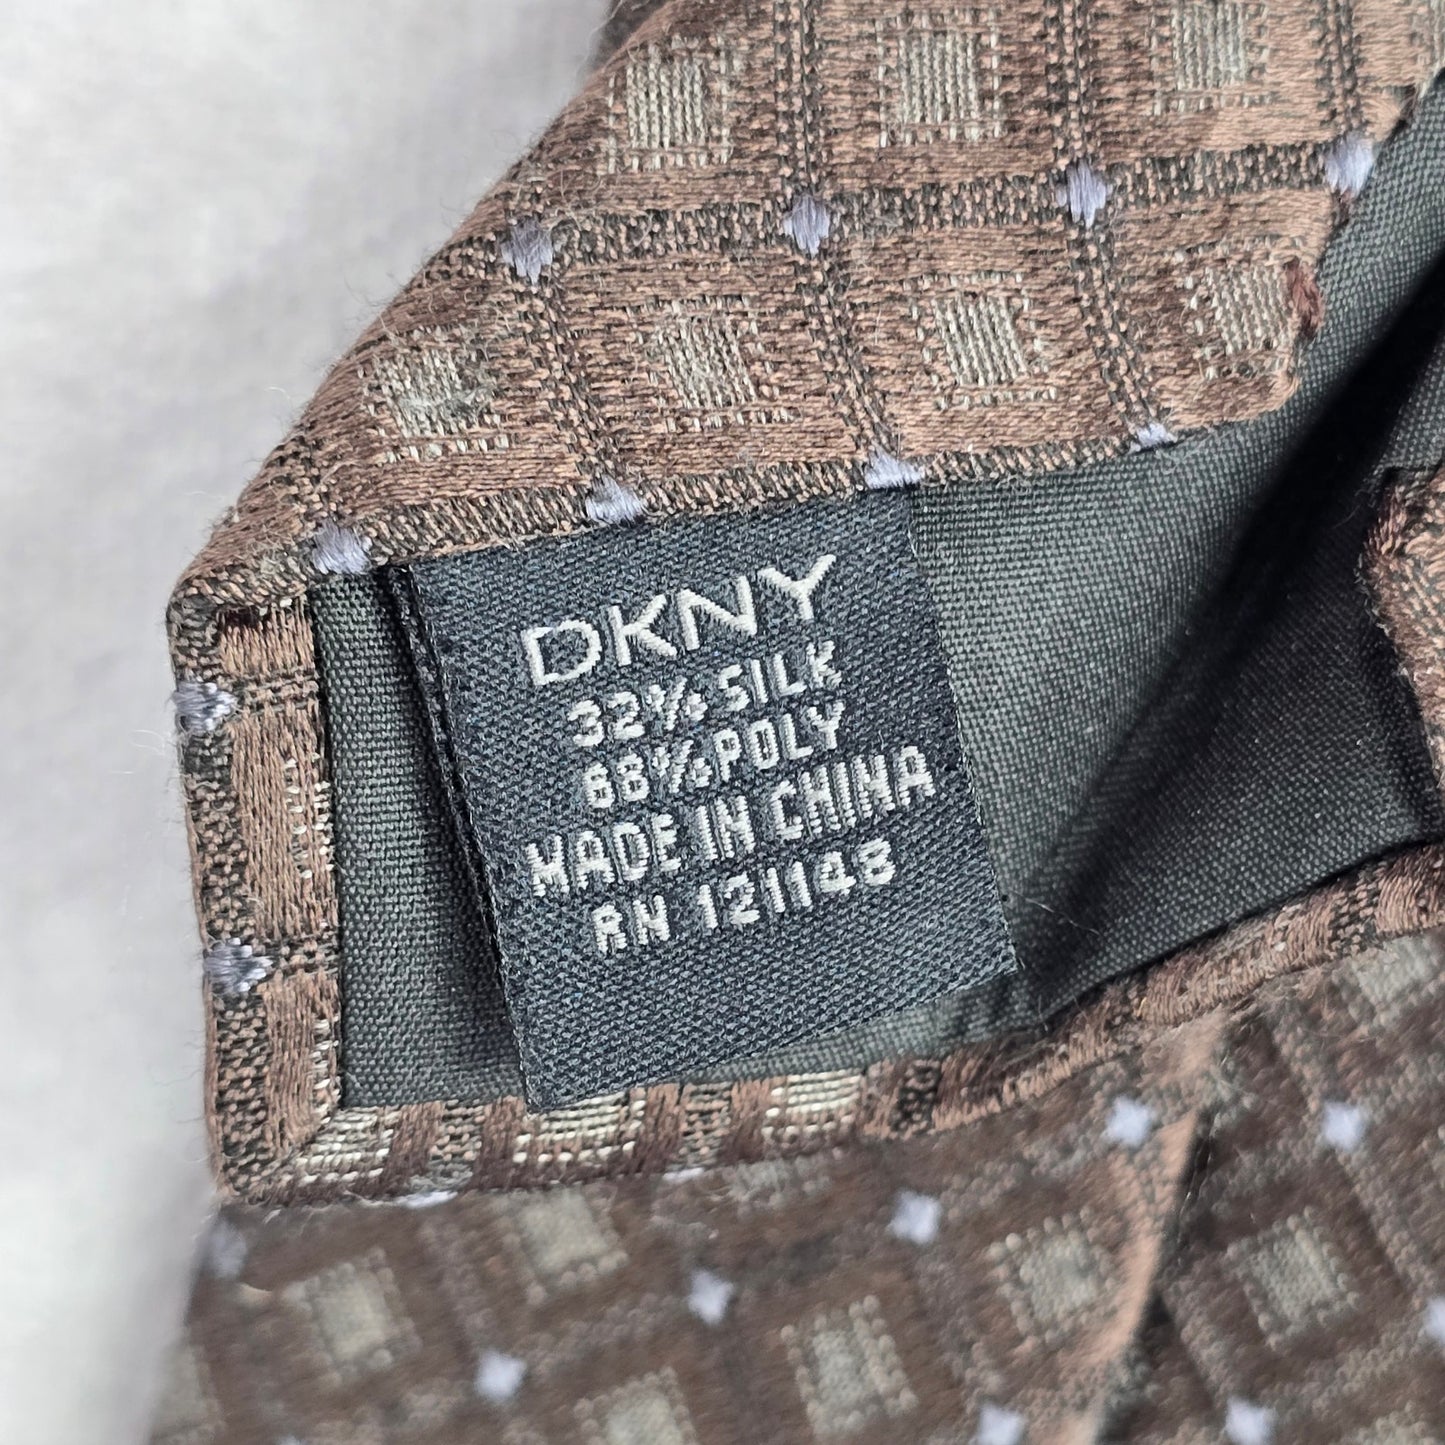 DKNY
32% SILK
68% POLY
MADE IN CHINA
RN 121148